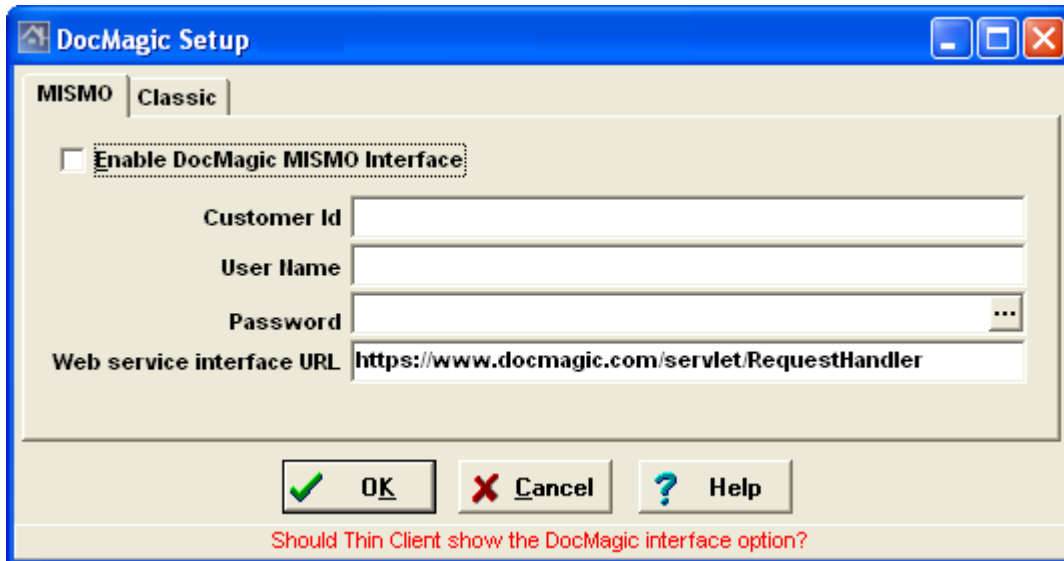 DocMagic Setup
MISMO Classic
Enable DocMagic MISMO Interface
Customer Id
User Name
Password ...
Web service interface URL https://www.docmagic.com/servlet/RequestHandler
OK Cancel ? Help
Should Thin Client show the DocMagic interface option?